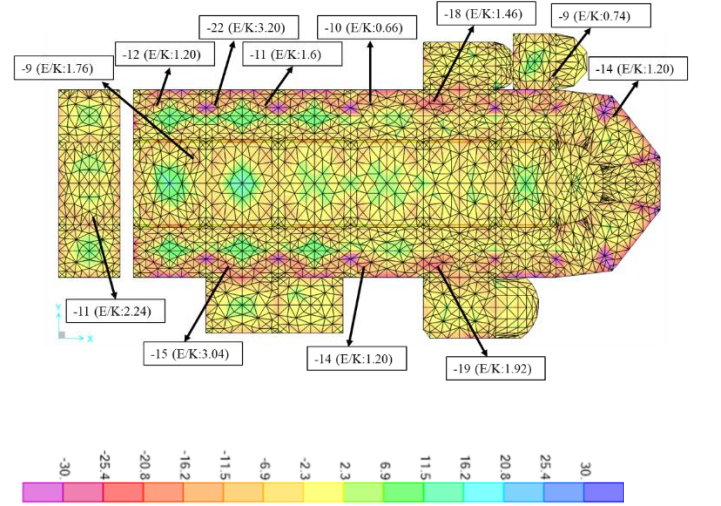 -22 (E/K:3.20)
-10 (E/K:0.66)
-18 (E/K:1.46)
-9 (E/K:0.74)
-12 (E/K:1.20)
-11 (E/K:1.6)
-9 (E/K:1.76)
-14 (E/K:1.20)
-11 (E/K:2.24)
Y
X
-15 (E/K:3.04)
-14 (E/K:1.20)
-19 (E/K:1.92)
-30. -25.4 -20.8 -16.2 -11.5 -6.9 -2.3 2.3 6.9 11.5 16.2 20.8 25.4 30.